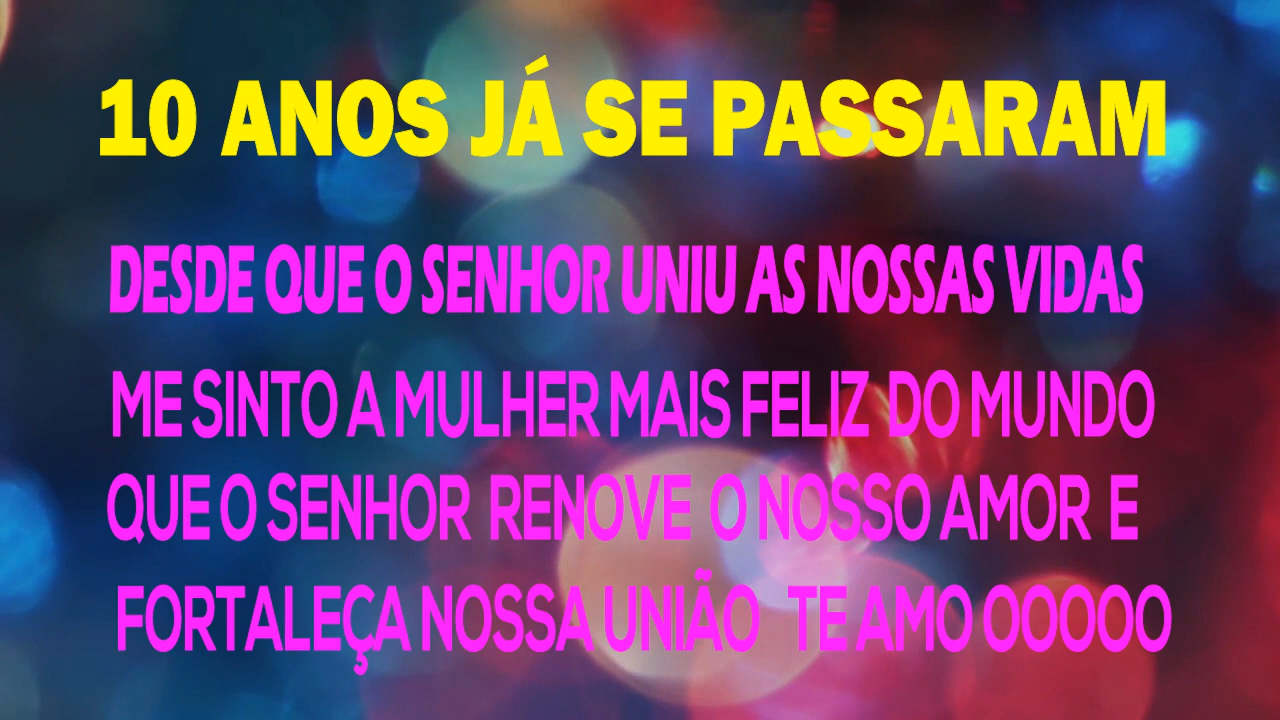 10 ANOS JÁ SE PASSARAM
DESDE QUE O SENHOR UNIU AS NOSSAS VIDAS
ME SINTO A MULHER MAIS FELIZ DO MUNDO
QUE O SENHOR RENOVE O NOSSO AMOR E
FORTALEÇA NOSSA UNIÃO TE AMO OOOOO